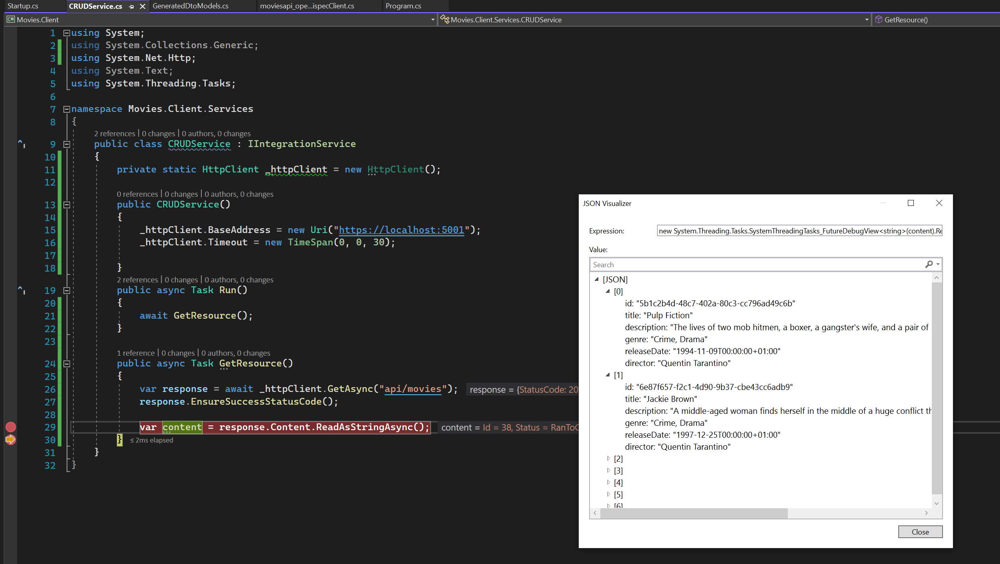 Startup.cs CRUDService.cs GeneratedDtoModels.cs moviesapi_ope...ispecClient.cs Program.cs
C# Movies.Client Movies.Client.Services.CRUDService GetResource()
1 using System;
2 using System.Collections.Generic;
3 using System.Net.Http;
4 using System.Text;
5 using System.Threading.Tasks;
6
7 namespace Movies.Client.Services
8 {
2 references | 0 changes | 0 authors, 0 changes
9 public class CRUDService : IIntegrationService
10 {
11 private static HttpClient _httpClient = new HttpClient();
12
0 references | 0 changes | 0 authors, 0 changes
13 public CRUDService()
14 {
15 _httpClient.BaseAddress = new Uri("https://localhost:5001");
16 _httpClient.Timeout = new TimeSpan(0, 0, 30);
17
18 }
2 references | 0 changes | 0 authors, 0 changes
19 public async Task Run()
20 {
21 await GetResource();
22 }
23
1 reference | 0 changes | 0 authors, 0 changes
24 public async Task GetResource()
25 {
26 var response = await _httpClient.GetAsync("api/movies"); response = {StatusCode: 20
27 response.EnsureSuccessStatusCode();
28
29 var content = response.Content.ReadAsStringAsync(); content = Id = 38, Status = RanToC
30 } ≤ 2ms elapsed
31 }
32 }
JSON Visualizer
Expression: new System.Threading.Tasks.SystemThreadingTasks_FutureDebugView<string>(content).Re
Value:
Search
[JSON]
[0]
id: "5b1c2b4d-48c7-402a-80c3-cc796ad49c6b"
title: "Pulp Fiction"
description: "The lives of two mob hitmen, a boxer, a gangster's wife, and a pair of
genre: "Crime, Drama"
releaseDate: "1994-11-09T00:00:00+01:00"
director: "Quentin Tarantino"
[1]
id: "6e87f657-f2c1-4d90-9b37-cbe43cc6adb9"
title: "Jackie Brown"
description: "A middle-aged woman finds herself in the middle of a huge conflict th
genre: "Crime, Drama"
releaseDate: "1997-12-25T00:00:00+01:00"
director: "Quentin Tarantino"
[2]
[3]
[4]
[5]
[6]
Close